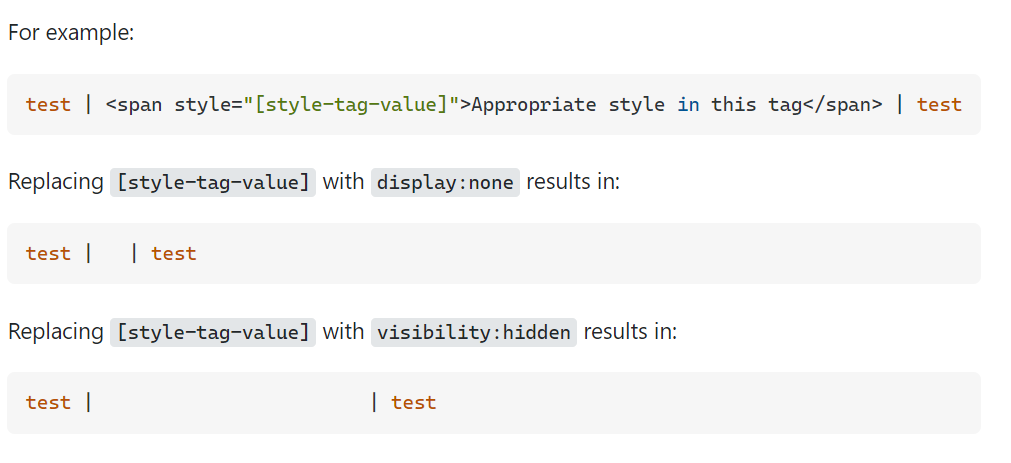 For example:
test | <span style="[style-tag-value]">Appropriate style in this tag</span> | test
Replacing [style-tag-value] with display:none results in:
test |   | test
Replacing [style-tag-value] with visibility:hidden results in:
test |                        | test